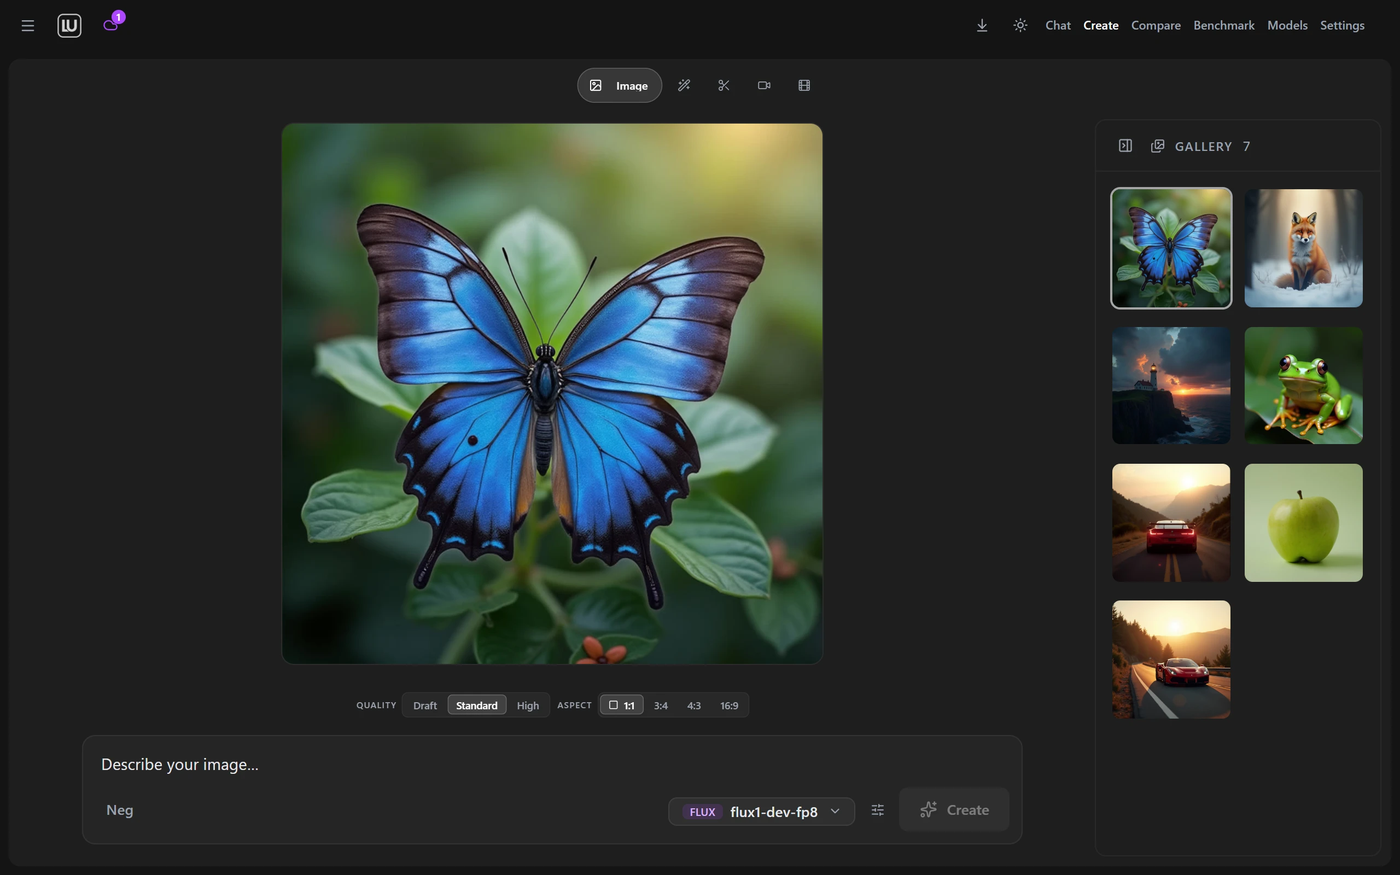 LU
1
Chat Create Compare Benchmark Models Settings
Image
GALLERY 7
QUALITY Draft Standard High ASPECT 1:1 3:4 4:3 16:9
Describe your image...
Neg
FLUX flux1-dev-fp8
Create